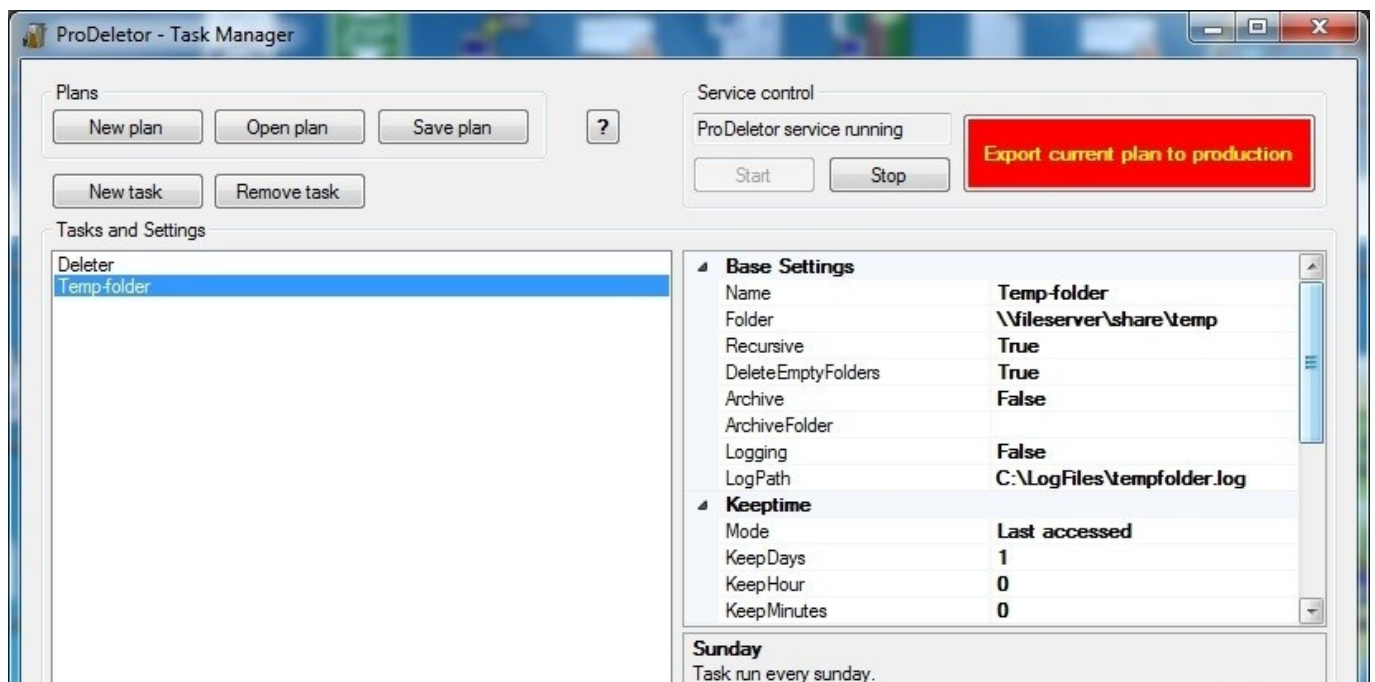 ProDeletor - Task Manager
Plans
New plan Open plan Save plan ?
New task Remove task
Service control
ProDeletor service running
Start Stop
Export current plan to production
Tasks and Settings
Deleter
Temp-folder
Base Settings
Name Temp-folder
Folder \\fileserver\share\temp
Recursive True
DeleteEmptyFolders True
Archive False
ArchiveFolder
Logging False
LogPath C:\LogFiles\tempfolder.log
Keeptime
Mode Last accessed
KeepDays 1
KeepHour 0
KeepMinutes 0
Sunday
Task run every sunday.